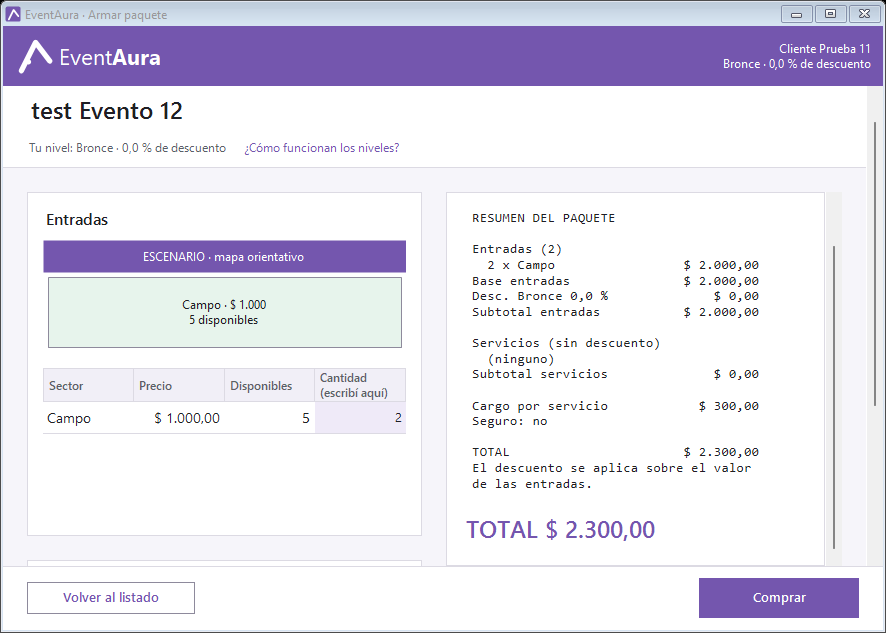 EventAura · Armar paquete
EventAura
Cliente Prueba 11
Bronce · 0,0 % de descuento
test Evento 12
Tu nivel: Bronce · 0,0 % de descuento ¿Cómo funcionan los niveles?
Entradas
ESCENARIO · mapa orientativo
Campo · $ 1.000
5 disponibles
Sector Precio Disponibles Cantidad
(escribí aquí)
Campo $ 1.000,00 5 2
RESUMEN DEL PAQUETE
Entradas (2)
2 x Campo $ 2.000,00
Base entradas $ 2.000,00
Desc. Bronce 0,0 % $ 0,00
Subtotal entradas $ 2.000,00
Servicios (sin descuento)
(ninguno)
Subtotal servicios $ 0,00
Cargo por servicio $ 300,00
Seguro: no
TOTAL $ 2.300,00
El descuento se aplica sobre el valor
de las entradas.
TOTAL $ 2.300,00
Volver al listado
Comprar